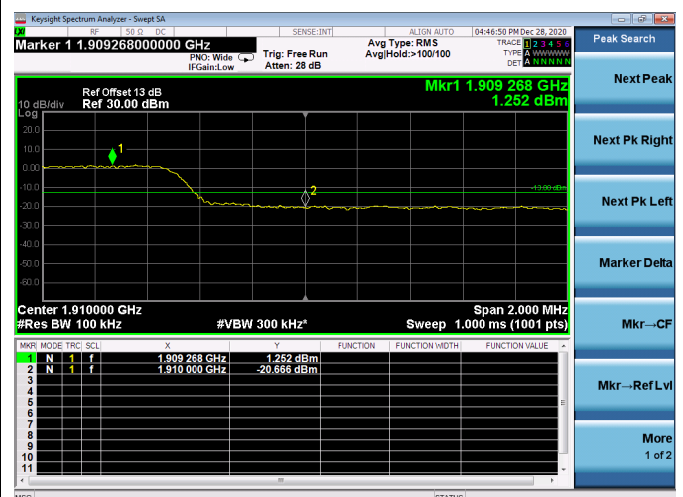 Keysight Spectrum Analyzer - Swept SA
LXI RF 50 Ω DC SENSE:INT ALIGN AUTO 04:46:50 PM Dec 28, 2020
Marker 1 1.909268000000 GHz
Avg Type: RMS TRACE 1 2 3 4 5 6
PNO: Wide Trig: Free Run Avg|Hold:>100/100 TYPE A WWWWW
IFGain:Low Atten: 28 dB DET A N N N N N
Peak Search
Next Peak
Next Pk Right
Next Pk Left
Marker Delta
Mkr→CF
Mkr→Ref Lvl
More
1 of 2
Mkr1 1.909 268 GHz
Ref Offset 13 dB
10 dB/div Ref 30.00 dBm 1.252 dBm
Log
20.0
10.0
0.00
-10.0
-20.0
-30.0
-40.0
-50.0
-60.0
1
2
-13.00 dBm
Center 1.910000 GHz Span 2.000 MHz
#Res BW 100 kHz #VBW 300 kHz* Sweep 1.000 ms (1001 pts)
MKR MODE TRC SCL X Y FUNCTION FUNCTION WIDTH FUNCTION VALUE
1 N 1 f 1.909 268 GHz 1.252 dBm
2 N 1 f 1.910 000 GHz -20.666 dBm
3
4
5
6
7
8
9
10
11
MSG STATUS